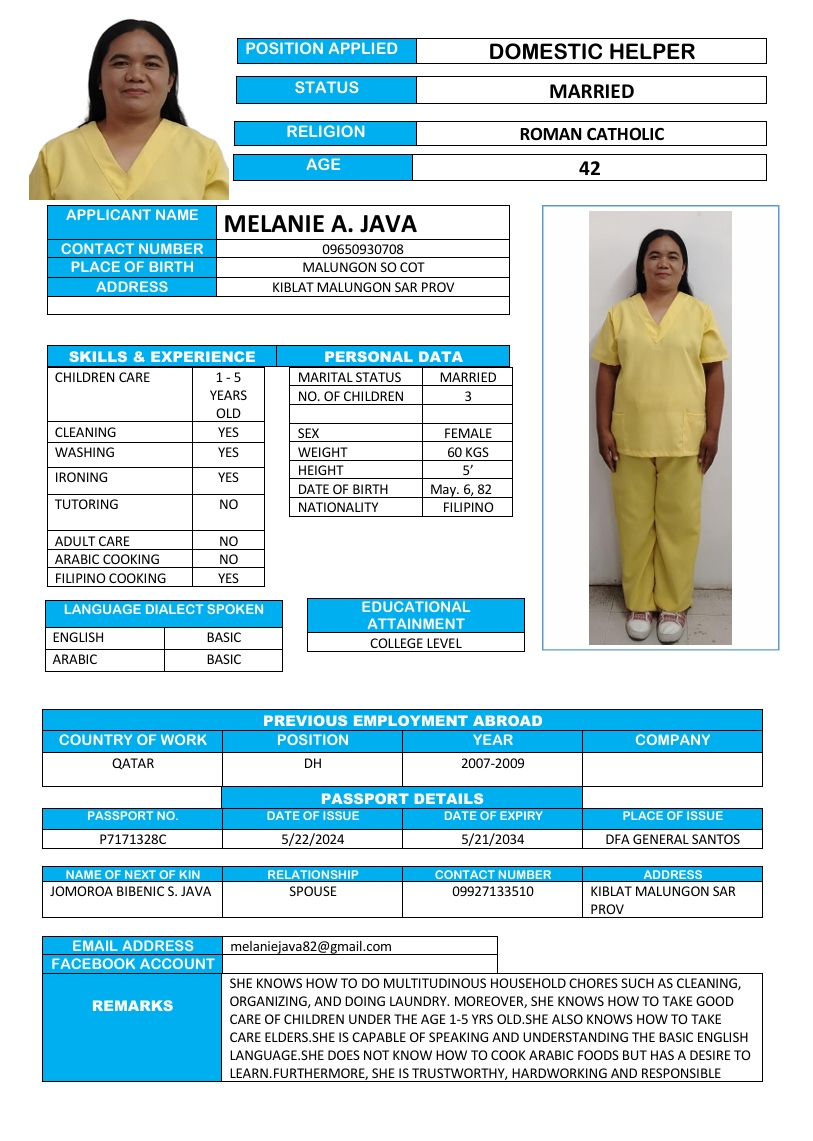 POSITION APPLIED DOMESTIC HELPER
STATUS MARRIED
RELIGION ROMAN CATHOLIC
AGE 42
APPLICANT NAME MELANIE A. JAVA
CONTACT NUMBER 09650930708
PLACE OF BIRTH MALUNGON SO COT
ADDRESS KIBLAT MALUNGON SAR PROV
SKILLS & EXPERIENCE
CHILDREN CARE 1 - 5
YEARS
OLD
CLEANING YES
WASHING YES
IRONING YES
TUTORING NO
ADULT CARE NO
ARABIC COOKING NO
FILIPINO COOKING YES
PERSONAL DATA
MARITAL STATUS MARRIED
NO. OF CHILDREN 3
SEX FEMALE
WEIGHT 60 KGS
HEIGHT 5’
DATE OF BIRTH May. 6, 82
NATIONALITY FILIPINO
LANGUAGE DIALECT SPOKEN
ENGLISH BASIC
ARABIC BASIC
EDUCATIONAL
ATTAINMENT
COLLEGE LEVEL
PREVIOUS EMPLOYMENT ABROAD
COUNTRY OF WORK POSITION YEAR COMPANY
QATAR DH 2007-2009
PASSPORT DETAILS
PASSPORT NO. DATE OF ISSUE DATE OF EXPIRY PLACE OF ISSUE
P7171328C 5/22/2024 5/21/2034 DFA GENERAL SANTOS
NAME OF NEXT OF KIN RELATIONSHIP CONTACT NUMBER ADDRESS
JOMOROA BIBENIC S. JAVA SPOUSE 09927133510 KIBLAT MALUNGON SAR
PROV
EMAIL ADDRESS melaniejava82@gmail.com
FACEBOOK ACCOUNT
REMARKS
SHE KNOWS HOW TO DO MULTITUDINOUS HOUSEHOLD CHORES SUCH AS CLEANING,
ORGANIZING, AND DOING LAUNDRY. MOREOVER, SHE KNOWS HOW TO TAKE GOOD
CARE OF CHILDREN UNDER THE AGE 1-5 YRS OLD.SHE ALSO KNOWS HOW TO TAKE
CARE ELDERS.SHE IS CAPABLE OF SPEAKING AND UNDERSTANDING THE BASIC ENGLISH
LANGUAGE.SHE DOES NOT KNOW HOW TO COOK ARABIC FOODS BUT HAS A DESIRE TO
LEARN.FURTHERMORE, SHE IS TRUSTWORTHY, HARDWORKING AND RESPONSIBLE